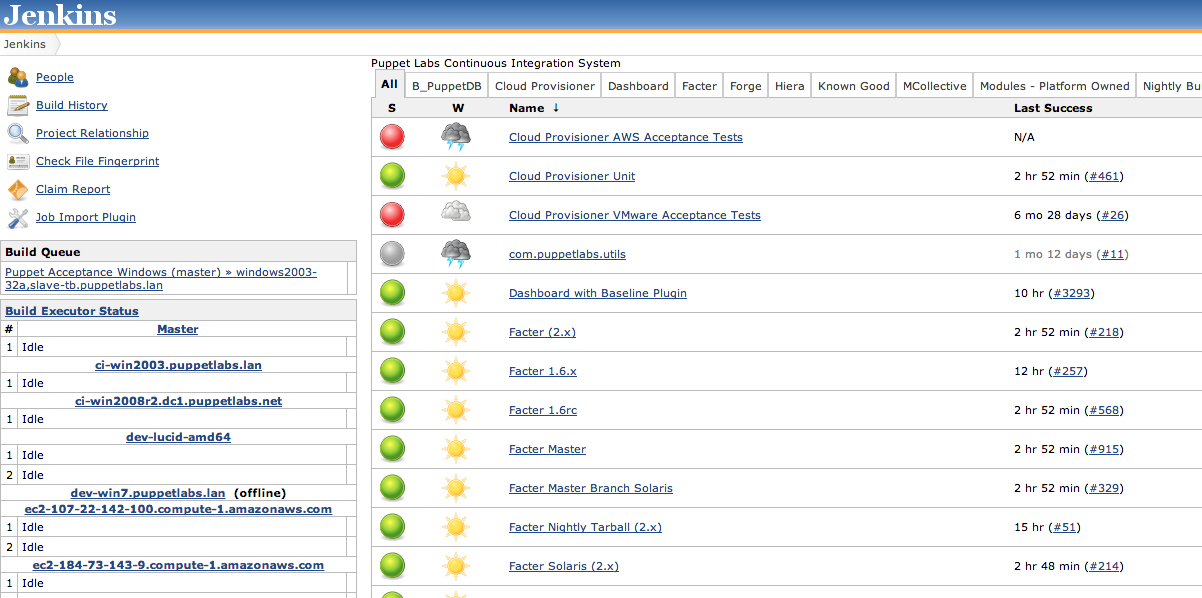 Jenkins
Jenkins
People
Build History
Project Relationship
Check File Fingerprint
Claim Report
Job Import Plugin
Build Queue
Puppet Acceptance Windows (master) » windows2003-
32a,slave-tb.puppetlabs.lan
Build Executor Status
# Master
1 Idle
ci-win2003.puppetlabs.lan
1 Idle
ci-win2008r2.dc1.puppetlabs.net
1 Idle
dev-lucid-amd64
1 Idle
2 Idle
dev-win7.puppetlabs.lan (offline)
ec2-107-22-142-100.compute-1.amazonaws.com
1 Idle
2 Idle
ec2-184-73-143-9.compute-1.amazonaws.com
1 Idle
Puppet Labs Continuous Integration System
All B_PuppetDB Cloud Provisioner Dashboard Facter Forge Hiera Known Good MCollective Modules - Platform Owned Nightly Bu
S W Name ↓ Last Success
Cloud Provisioner AWS Acceptance Tests N/A
Cloud Provisioner Unit 2 hr 52 min (#461)
Cloud Provisioner VMware Acceptance Tests 6 mo 28 days (#26)
com.puppetlabs.utils 1 mo 12 days (#11)
Dashboard with Baseline Plugin 10 hr (#3293)
Facter (2.x) 2 hr 52 min (#218)
Facter 1.6.x 12 hr (#257)
Facter 1.6rc 2 hr 52 min (#568)
Facter Master 2 hr 52 min (#915)
Facter Master Branch Solaris 2 hr 52 min (#329)
Facter Nightly Tarball (2.x) 15 hr (#51)
Facter Solaris (2.x) 2 hr 48 min (#214)